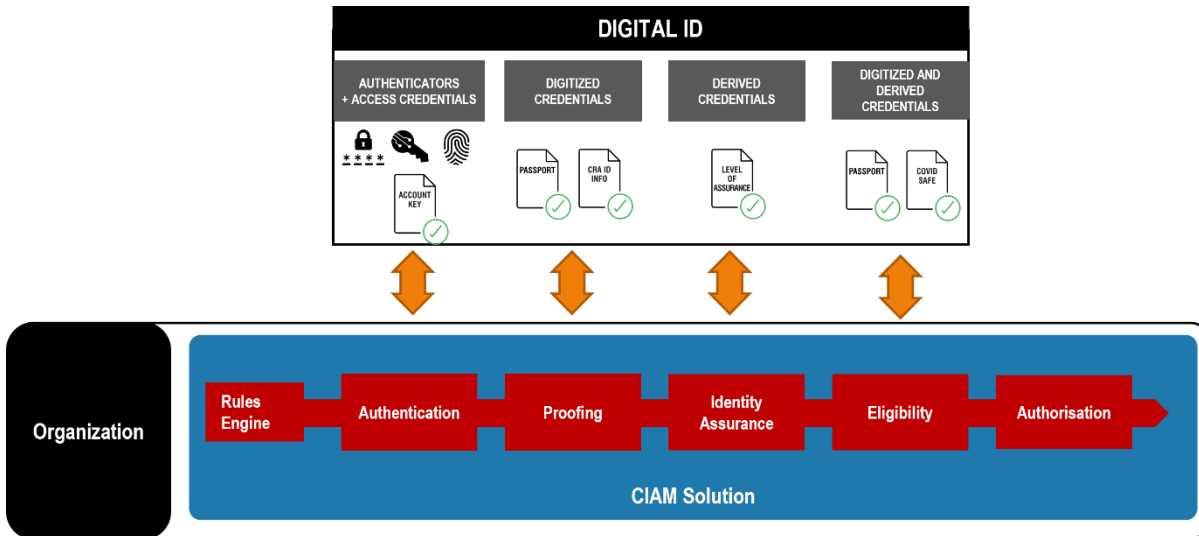 DIGITAL ID
AUTHENTICATORS
+ ACCESS CREDENTIALS
DIGITIZED
CREDENTIALS
DERIVED
CREDENTIALS
DIGITIZED AND
DERIVED
CREDENTIALS
* * * *
ACCOUNT
KEY
PASSPORT
CRA ID
INFO
LEVEL
OF
ASSURANCE
PASSPORT
COVID
SAFE
Organization
Rules
Engine
Authentication
Proofing
Identity
Assurance
Eligibility
Authorisation
CIAM Solution